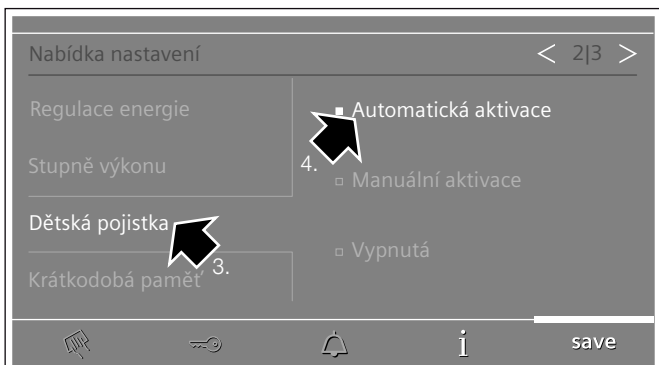 Nabídka nastavení < 2|3 >
Regulace energie
Automatická aktivace
4.
Stupně výkonu
Manuální aktivace
Dětská pojistka
3.
Vypnutá
Krátkodobá paměť
i save